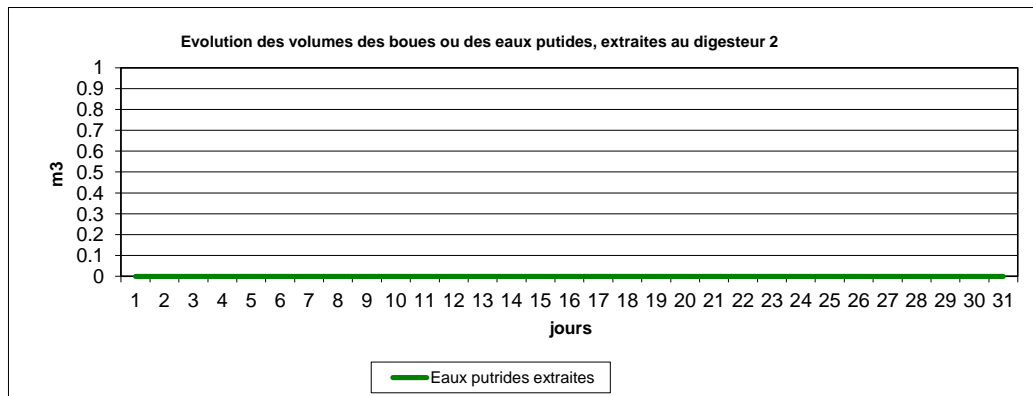 Evolution des volumes des boues ou des eaux putides, extraites au digesteur 2
1
0.9
0.8
0.7
0.6
0.5
0.4
0.3
0.2
0.1
0
m3
1 2 3 4 5 6 7 8 9 10 11 12 13 14 15 16 17 18 19 20 21 22 23 24 25 26 27 28 29 30 31
jours
Eaux putrides extraites